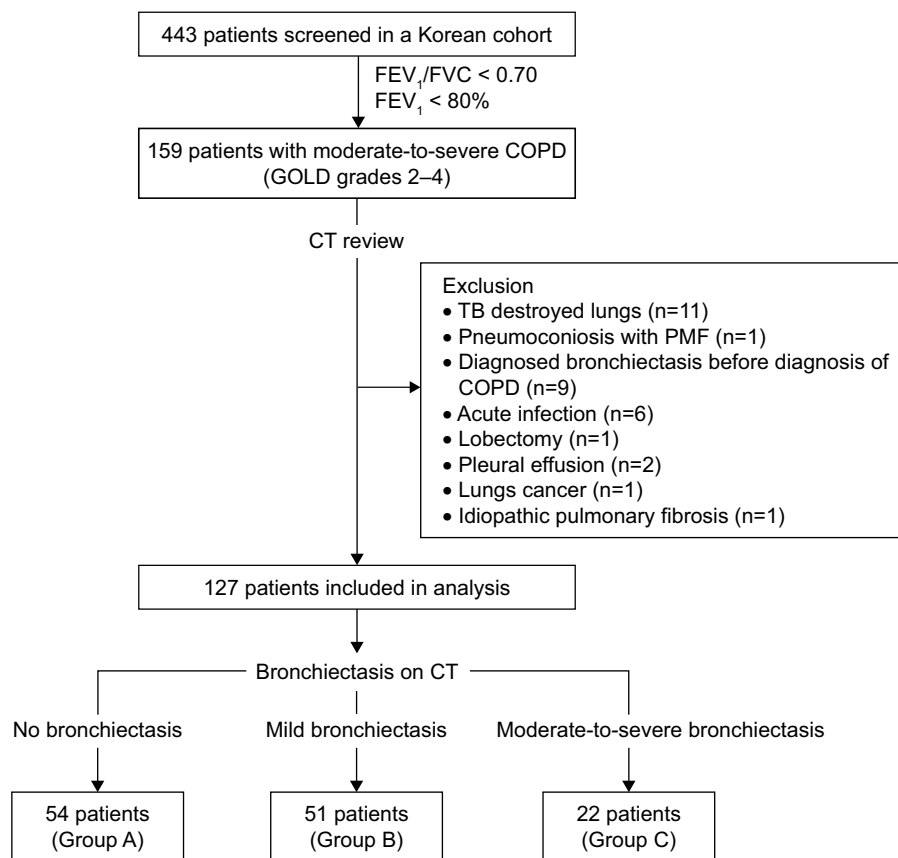 443 patients screened in a Korean cohort
FEV₁/FVC < 0.70
FEV₁ < 80%
159 patients with moderate-to-severe COPD
(GOLD grades 2–4)
CT review
Exclusion
• TB destroyed lungs (n=11)
• Pneumoconiosis with PMF (n=1)
• Diagnosed bronchiectasis before diagnosis of
COPD (n=9)
• Acute infection (n=6)
• Lobectomy (n=1)
• Pleural effusion (n=2)
• Lungs cancer (n=1)
• Idiopathic pulmonary fibrosis (n=1)
127 patients included in analysis
Bronchiectasis on CT
No bronchiectasis
Mild bronchiectasis
Moderate-to-severe bronchiectasis
54 patients
(Group A)
51 patients
(Group B)
22 patients
(Group C)